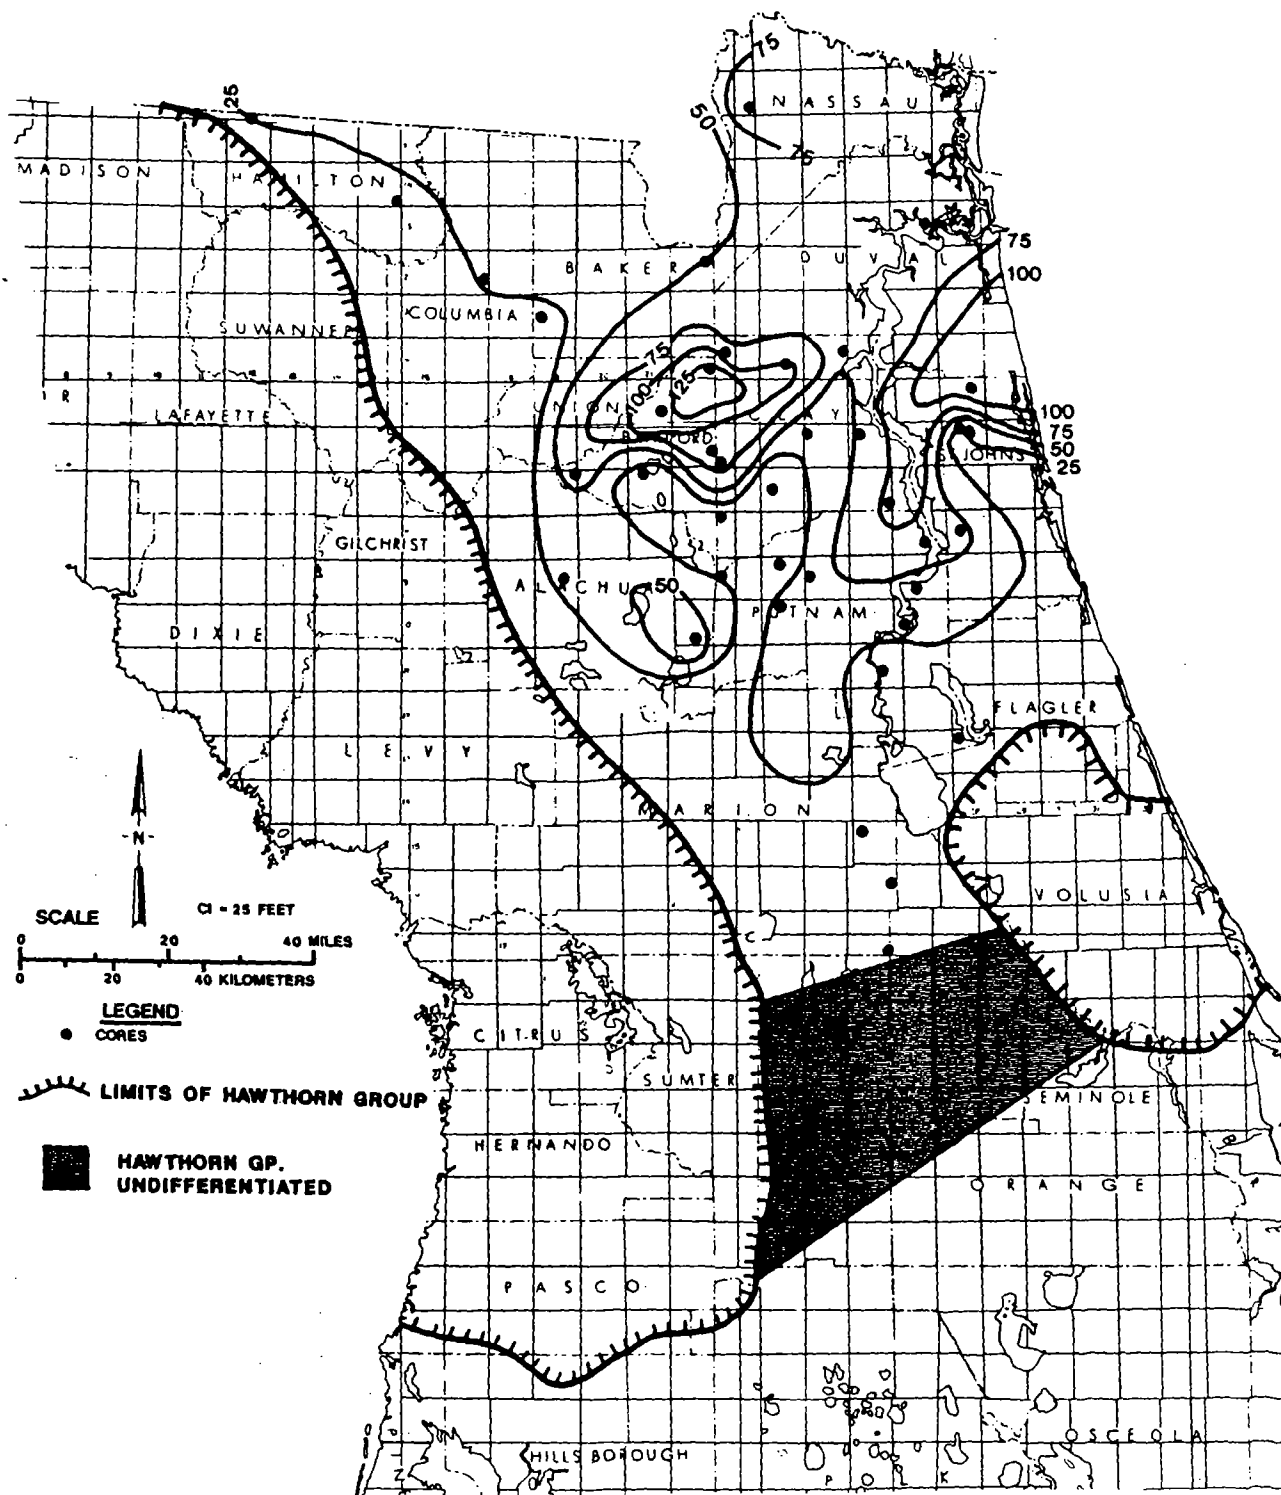 75
NASSAU
50
75
25
MADISON
HAMILTON
BAKER
DUVAL
75
100
COLUMBIA
SUWANNEE
75
100
125
UNION
CLAY
LAFAYETTE
BRADFORD
100
75
50
25
ST JOHNS
GILCHRIST
ALACHUA
50
PUTNAM
DIXIE
FLAGLER
LEVY
MARION
N
VOLUSIA
SCALE
CI = 25 FEET
0 20 40 MILES
0 20 40 KILOMETERS
LEGEND
CORES
CITRUS
SUMTER
LIMITS OF HAWTHORN GROUP
SEMINOLE
HERNANDO
HAWTHORN GP.
UNDIFFERENTIATED
ORANGE
PASCO
OSCEOLA
HILLSBOROUGH
POLK